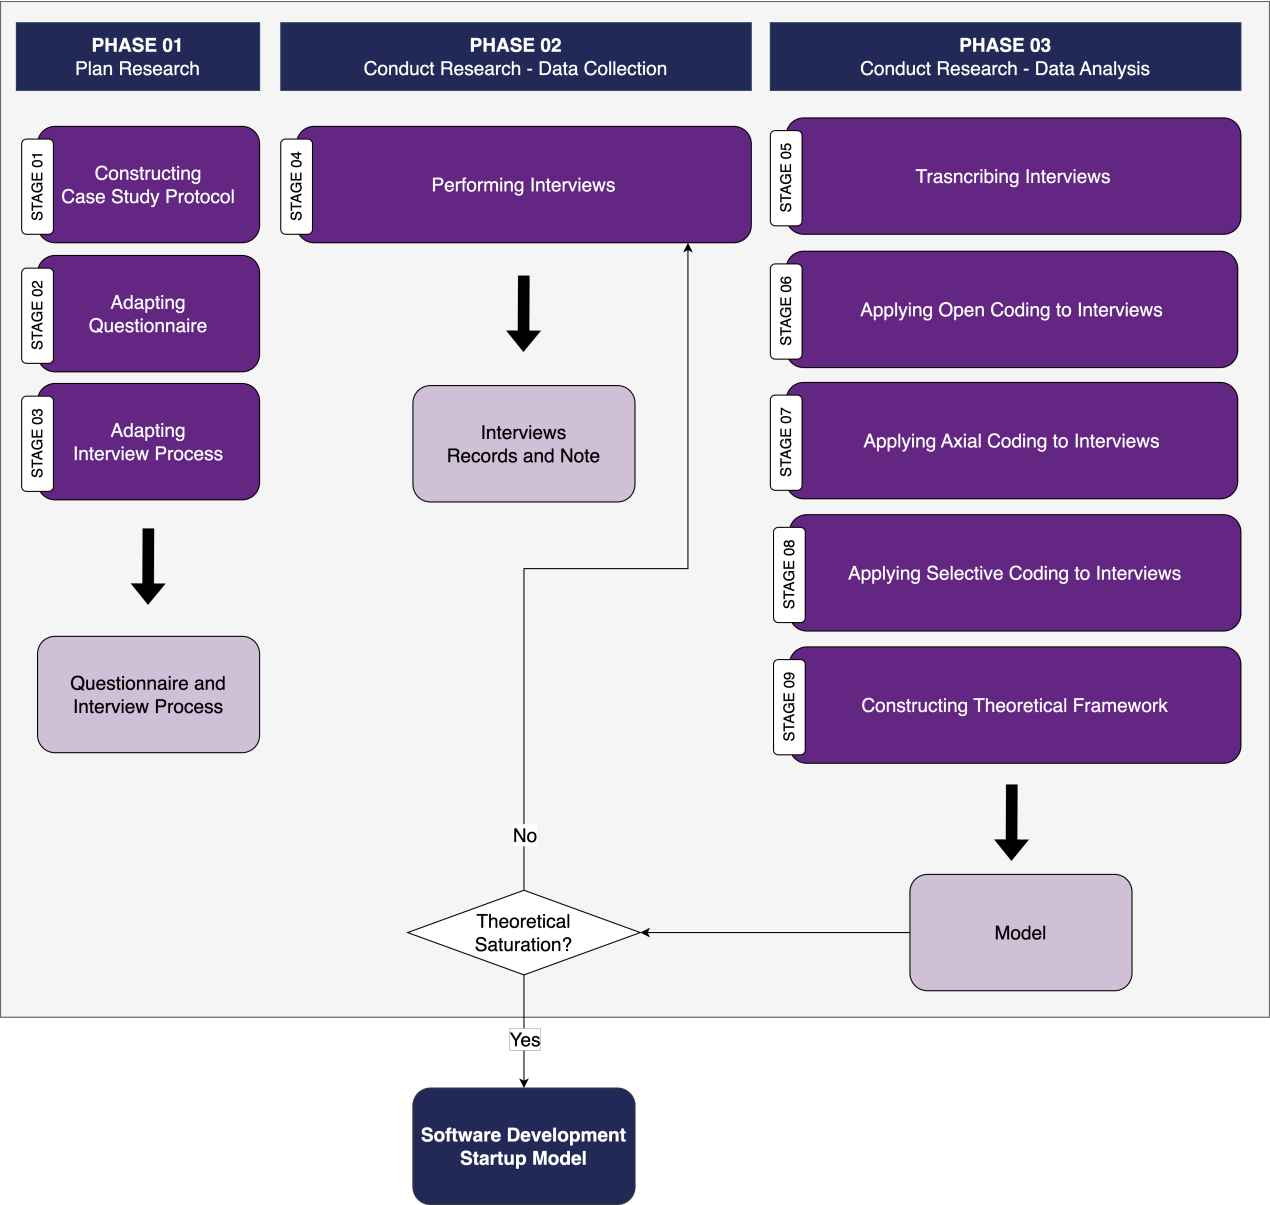 PHASE 01
Plan Research
STAGE 01
Constructing
Case Study Protocol
STAGE 02
Adapting
Questionnaire
STAGE 03
Adapting
Interview Process
Questionnaire and
Interview Process
PHASE 02
Conduct Research - Data Collection
STAGE 04
Performing Interviews
Interviews
Records and Note
PHASE 03
Conduct Research - Data Analysis
STAGE 05
Trasncribing Interviews
STAGE 06
Applying Open Coding to Interviews
STAGE 07
Applying Axial Coding to Interviews
STAGE 08
Applying Selective Coding to Interviews
STAGE 09
Constructing Theoretical Framework
Model
Theoretical
Saturation?
No
Yes
Software Development
Startup Model